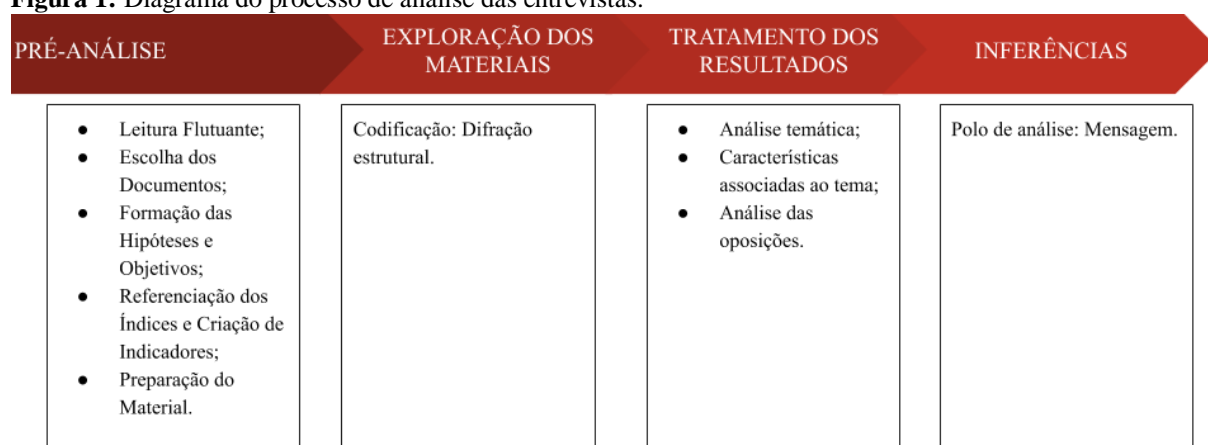 Figura 1: Diagrama do processo de análise das entrevistas.
PRÉ-ANÁLISE
EXPLORAÇÃO DOS
MATERIAIS
TRATAMENTO DOS
RESULTADOS
INFERÊNCIAS
● Leitura Flutuante;
● Escolha dos
Documentos;
● Formação das
Hipóteses e
Objetivos;
● Referenciação dos
Índices e Criação de
Indicadores;
● Preparação do
Material.
Codificação: Difração
estrutural.
● Análise temática;
● Características
associadas ao tema;
● Análise das
oposições.
Polo de análise: Mensagem.